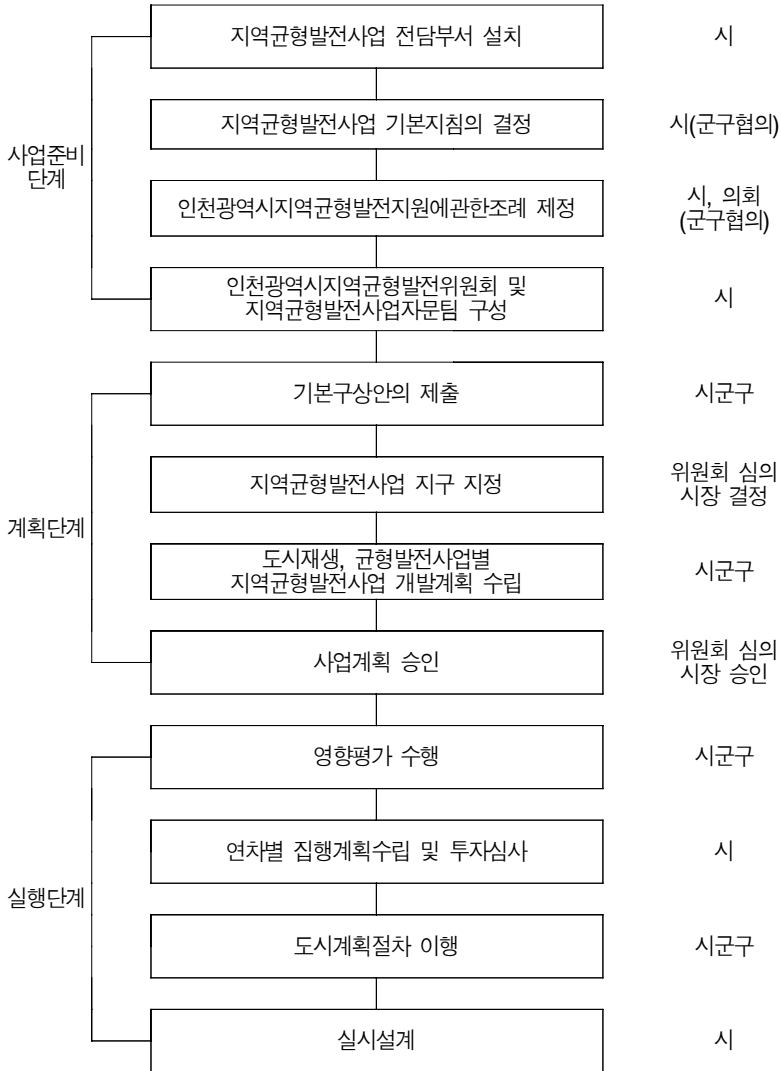 지역균형발전사업 전담부서 설치
시
지역균형발전사업 기본지침의 결정
시(군구협의)
사업준비
단계
인천광역시지역균형발전지원에관한조례 제정
시, 의회
(군구협의)
인천광역시지역균형발전위원회 및
지역균형발전사업자문팀 구성
시
기본구상안의 제출
시군구
지역균형발전사업 지구 지정
위원회 심의
시장 결정
계획단계
도시재생, 균형발전사업별
지역균형발전사업 개발계획 수립
시군구
사업계획 승인
위원회 심의
시장 승인
영향평가 수행
시군구
연차별 집행계획수립 및 투자심사
시
실행단계
도시계획절차 이행
시군구
실시설계
시